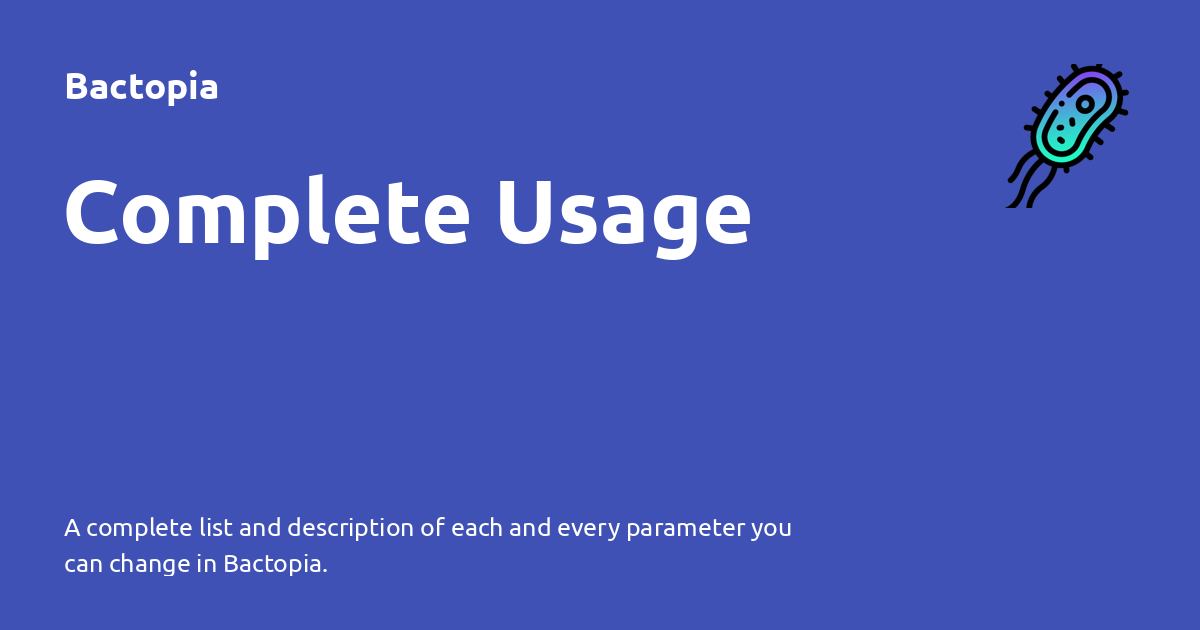 Bactopia
Complete Usage
A complete list and description of each and every parameter you
can change in Bactopia.